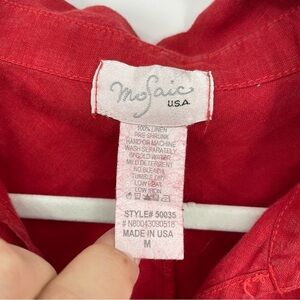 Mosaic
U.S.A.
100% LINEN
PRE SHRUNK
HAND OR MACHINE
WASH SEPARATELY
IN COLD WATER
MILD DETERGENT
NO BLEACH
TUMBLE DRY
LOW HEAT
LOW IRON
STYLE# 50035
# N80043090516
MADE IN USA
M